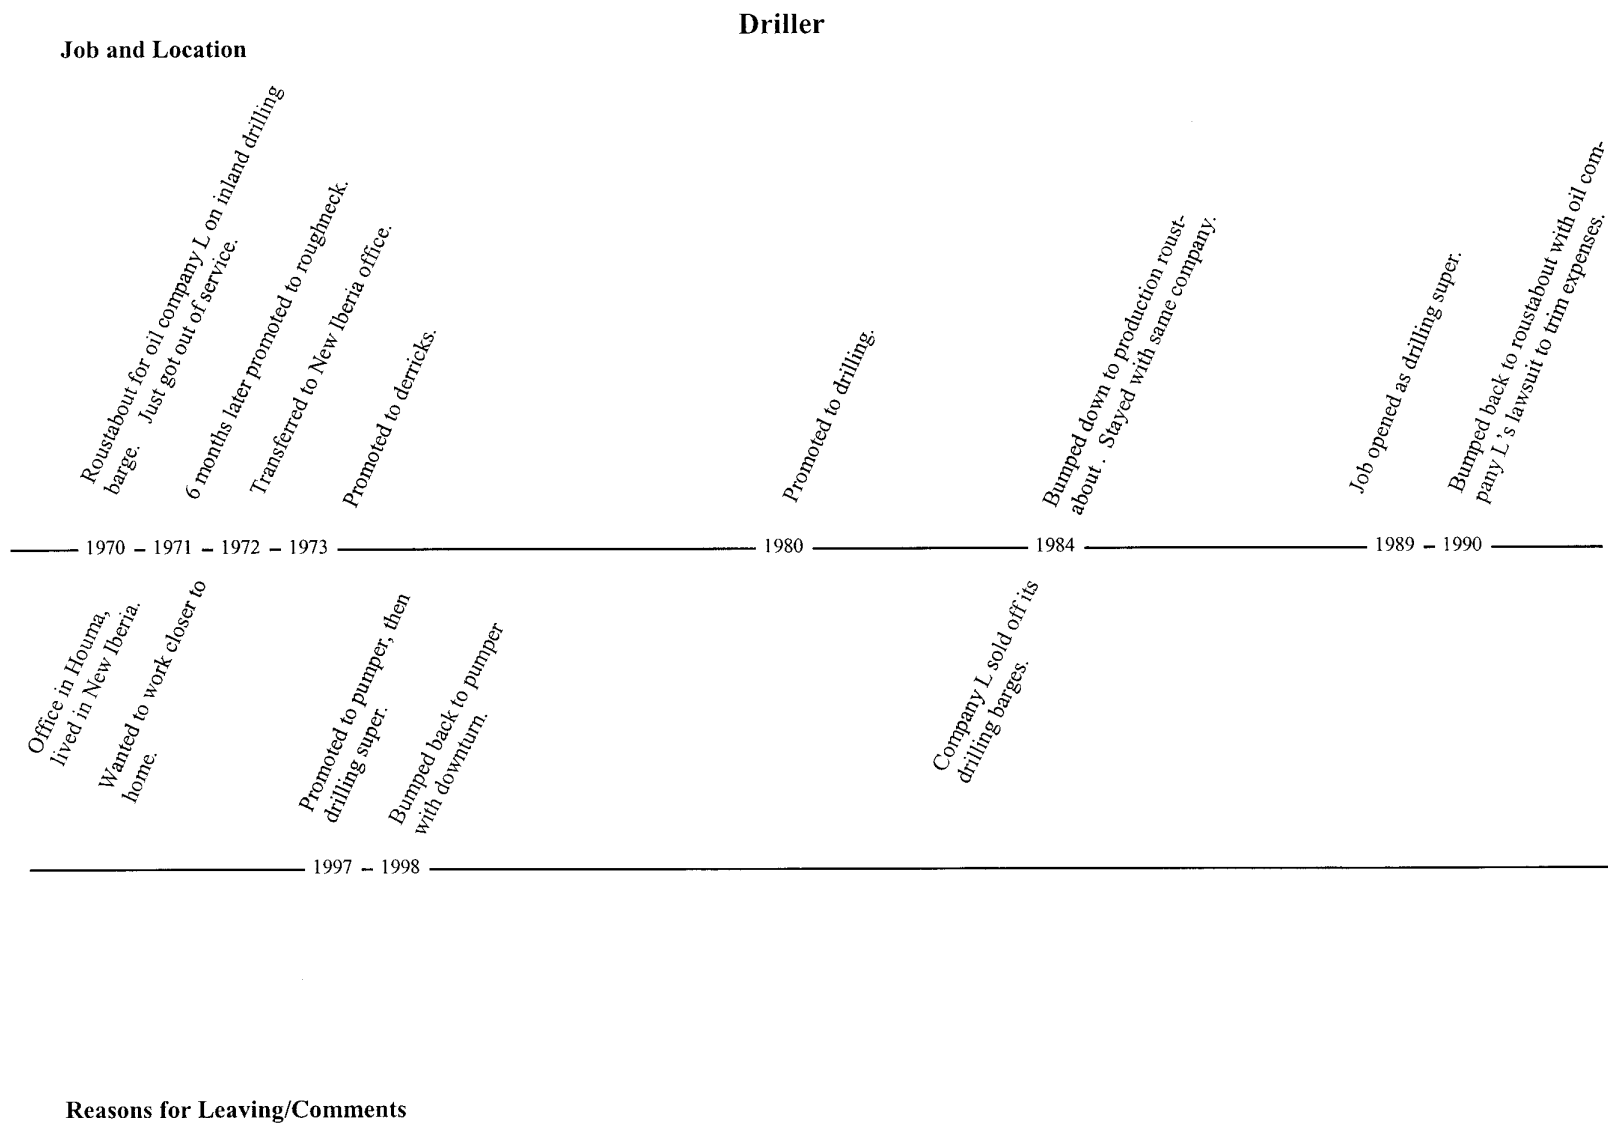 Driller
Job and Location
Roustabout for oil company L on inland drilling
barge. Just got out of service.
6 months later promoted to roughneck.
Transferred to New Iberia office.
Promoted to derricks.
Promoted to drilling.
Bumped down to production roust-
about . Stayed with same company.
Job opened as drilling super.
Bumped back to roustabout with oil com-
pany L's lawsuit to trim expenses.
1970 – 1971 – 1972 – 1973 1980 1984 1989 – 1990
Office in Houma,
lived in New Iberia.
Wanted to work closer to
home.
Company L sold off its
drilling barges.
Promoted to pumper, then
drilling super.
Bumped back to pumper
with downturn.
1997 – 1998
Reasons for Leaving/Comments